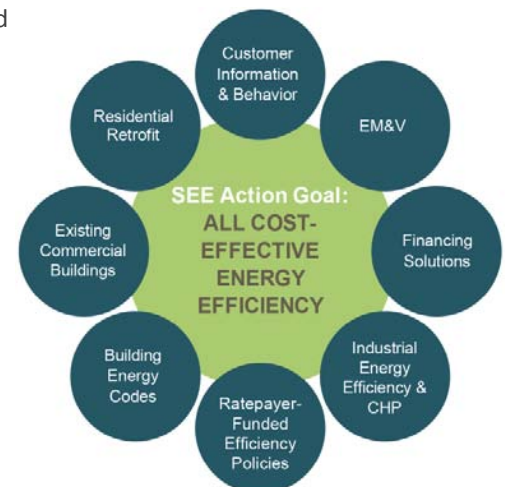 d
Customer
Information
& Behavior
EM&V
Financing
Solutions
Industrial
Energy
Efficiency &
CHP
Ratepayer-
Funded
Efficiency
Policies
Building
Energy
Codes
Existing
Commercial
Buildings
Residential
Retrofit
SEE Action Goal:
ALL COST-
EFFECTIVE
ENERGY
EFFICIENCY